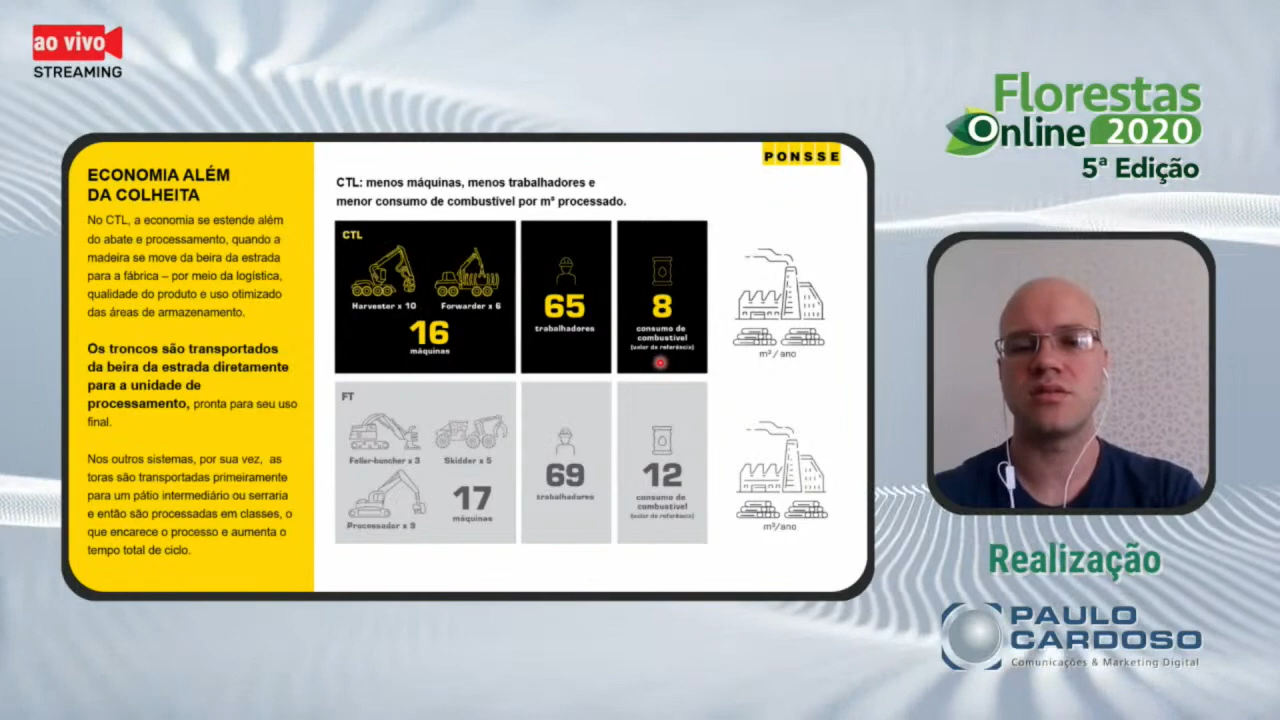 ao vivo
STREAMING
Florestas
Online 2020
5ª Edição
ECONOMIA ALÉM
DA COLHEITA
No CTL, a economia se estende além
do abate e processamento, quando a
madeira se move da beira da estrada
para a fábrica – por meio da logística,
qualidade do produto e uso otimizado
das áreas de armazenamento.
Os troncos são transportados
da beira da estrada diretamente
para a unidade de
processamento, pronta para seu uso
final.
Nos outros sistemas, por sua vez, as
toras são transportadas primeiramente
para um pátio intermediário ou serraria
e então são processadas em classes, o
que encarece o processo e aumenta o
tempo total de ciclo.
PONSSE
CTL: menos máquinas, menos trabalhadores e
menor consumo de combustível por m³ processado.
CTL
Harvester x 10
Forwarder x 6
16
máquinas
65
trabalhadores
8
consumo de
combustível
(valor de referência)
m³/ano
FT
Feller-buncher x 3
Skidder x 5
Processador x 9
17
máquinas
69
trabalhadores
12
consumo de
combustível
(valor de referência)
m³/ano
Realização
PAULO
CARDOSO
Comunicações & Marketing Digital